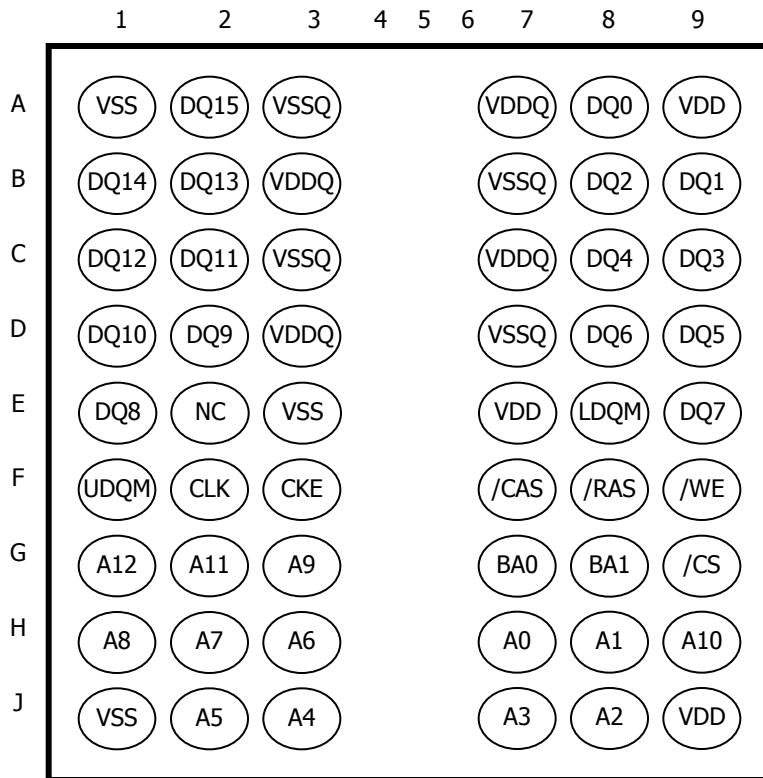 1 2 3 4 5 6 7 8 9
A VSS DQ15 VSSQ VDDQ DQ0 VDD
B DQ14 DQ13 VDDQ VSSQ DQ2 DQ1
C DQ12 DQ11 VSSQ VDDQ DQ4 DQ3
D DQ10 DQ9 VDDQ VSSQ DQ6 DQ5
E DQ8 NC VSS VDD LDQM DQ7
F UDQM CLK CKE /CAS /RAS /WE
G A12 A11 A9 BA0 BA1 /CS
H A8 A7 A6 A0 A1 A10
J VSS A5 A4 A3 A2 VDD